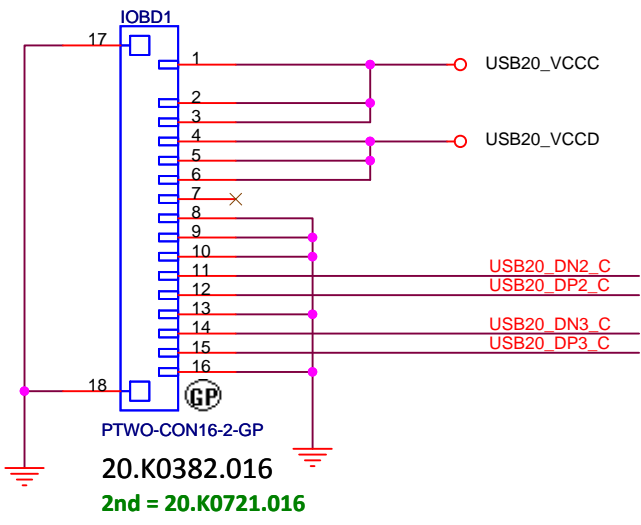 IOBD1
17
1
USB20_VCCC
2
3
4
USB20_VCCD
5
6
7
8
9
10
11
USB20_DN2_C
12
USB20_DP2_C
13
14
USB20_DN3_C
15
USB20_DP3_C
16
18
GP
PTWO-CON16-2-GP
20.K0382.016
2nd = 20.K0721.016